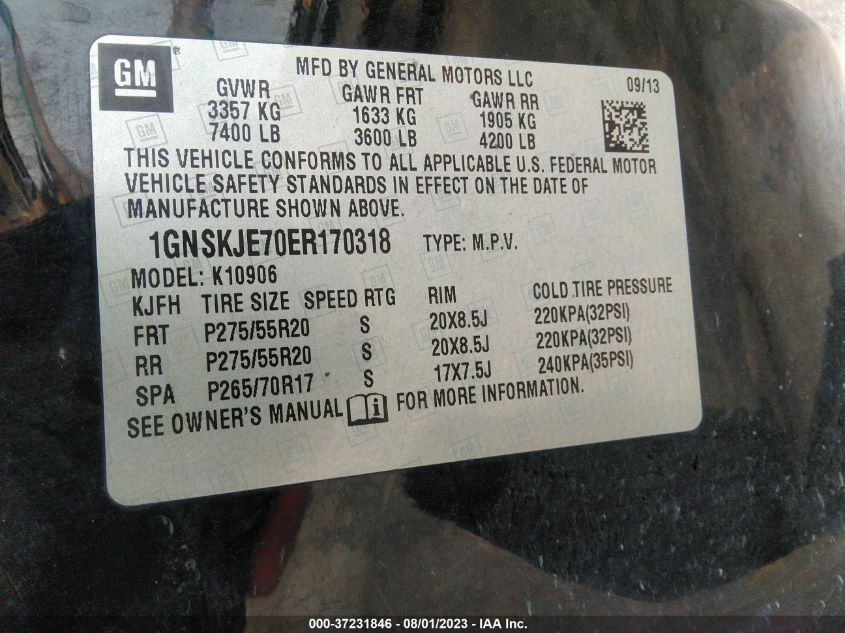 GM
MFD BY GENERAL MOTORS LLC
GVWR GAWR FRT GAWR RR 09/13
3357 KG 1633 KG 1905 KG
7400 LB 3600 LB 4200 LB
THIS VEHICLE CONFORMS TO ALL APPLICABLE U.S. FEDERAL MOTOR
VEHICLE SAFETY STANDARDS IN EFFECT ON THE DATE OF
MANUFACTURE SHOWN ABOVE.
1GNSKJE70ER170318 TYPE: M.P.V.
MODEL: K10906
KJFH TIRE SIZE SPEED RTG RIM COLD TIRE PRESSURE
FRT P275/55R20 S 20X8.5J 220KPA(32PSI)
RR P275/55R20 S 20X8.5J 220KPA(32PSI)
SPA P265/70R17 S 17X7.5J 240KPA(35PSI)
SEE OWNER'S MANUAL i FOR MORE INFORMATION.
000-37231846 - 08/01/2023 - IAA Inc.